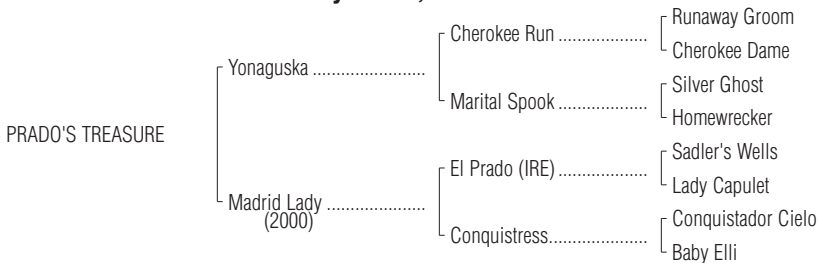 Runaway Groom
Cherokee Run ...................
Cherokee Dame
Yonaguska .......................
Silver Ghost
Marital Spook ...................
Homewrecker
PRADO'S TREASURE
Sadler's Wells
El Prado (IRE) ...................
Lady Capulet
Madrid Lady .....................
(2000)
Conquistador Cielo
Conquistress.....................
Baby Elli